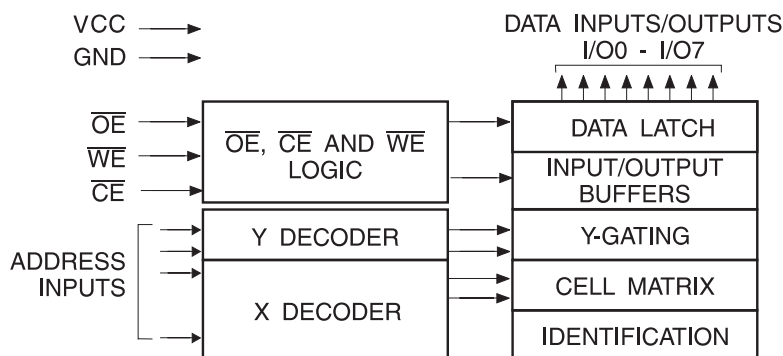 VCC
GND
DATA INPUTS/OUTPUTS
I/O0 - I/O7
OE
WE
CE
OE, CE AND WE
LOGIC
DATA LATCH
INPUT/OUTPUT
BUFFERS
ADDRESS
INPUTS
Y DECODER
Y-GATING
X DECODER
CELL MATRIX
IDENTIFICATION